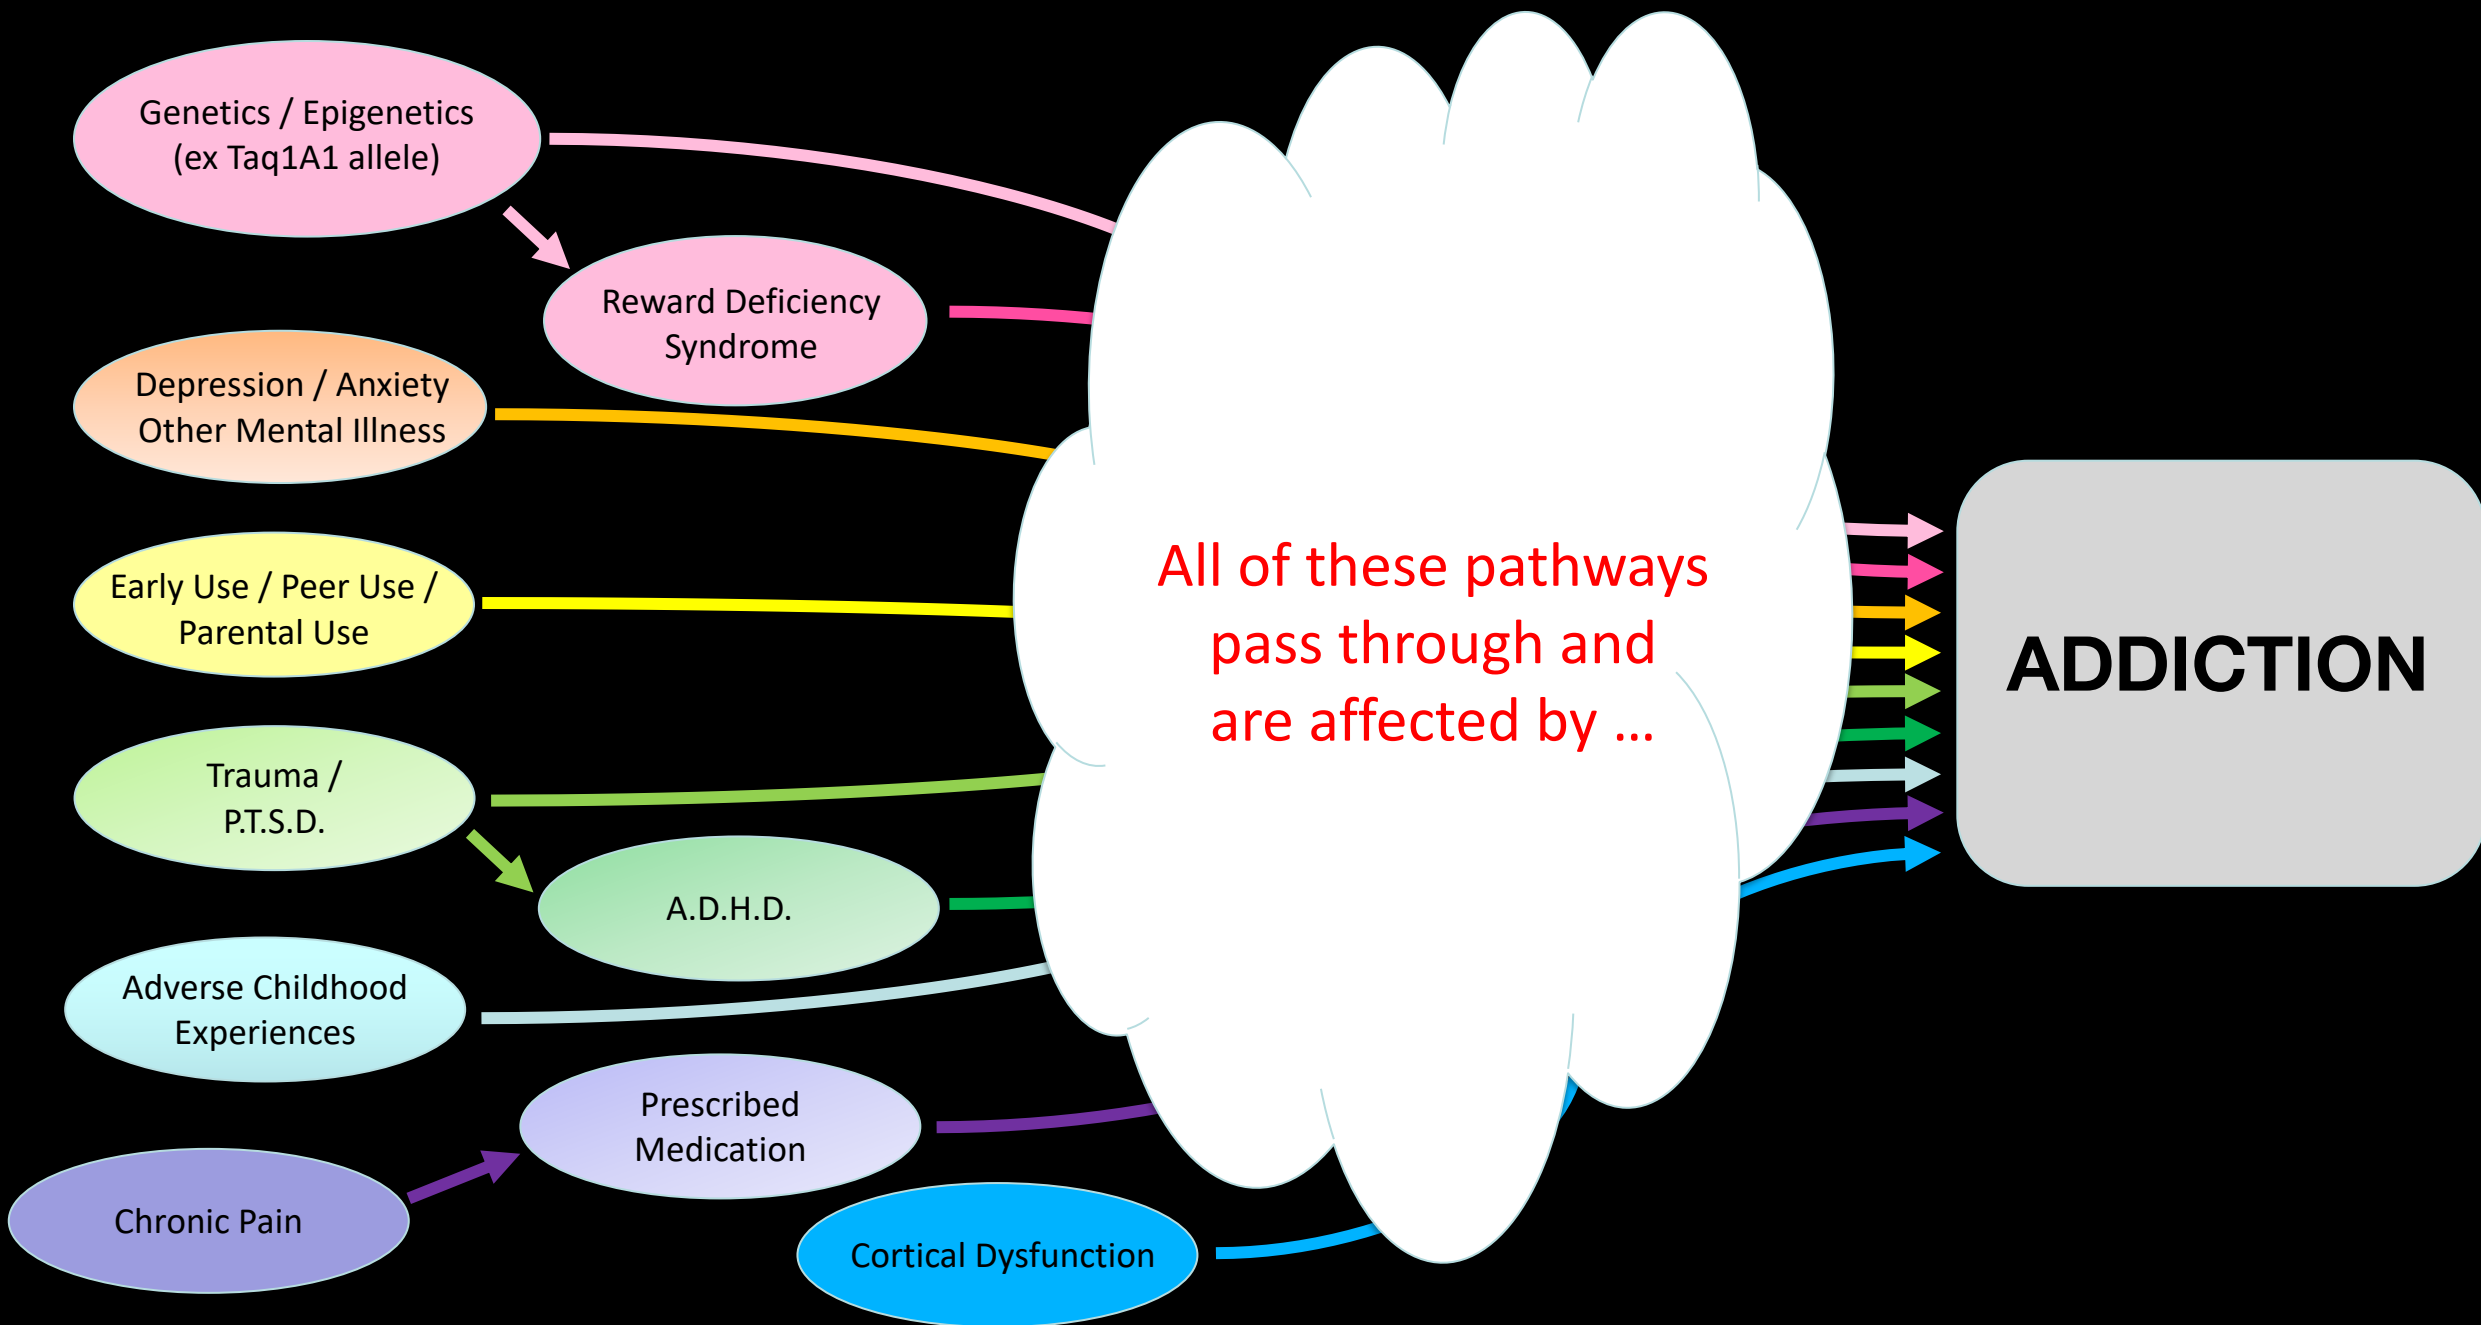 Genetics / Epigenetics
(ex Taq1A1 allele)
Reward Deficiency
Syndrome
Depression / Anxiety
Other Mental Illness
Early Use / Peer Use /
Parental Use
Trauma /
P.T.S.D.
A.D.H.D.
Adverse Childhood
Experiences
Prescribed
Medication
Chronic Pain
Cortical Dysfunction
All of these pathways
pass through and
are affected by ...
ADDICTION